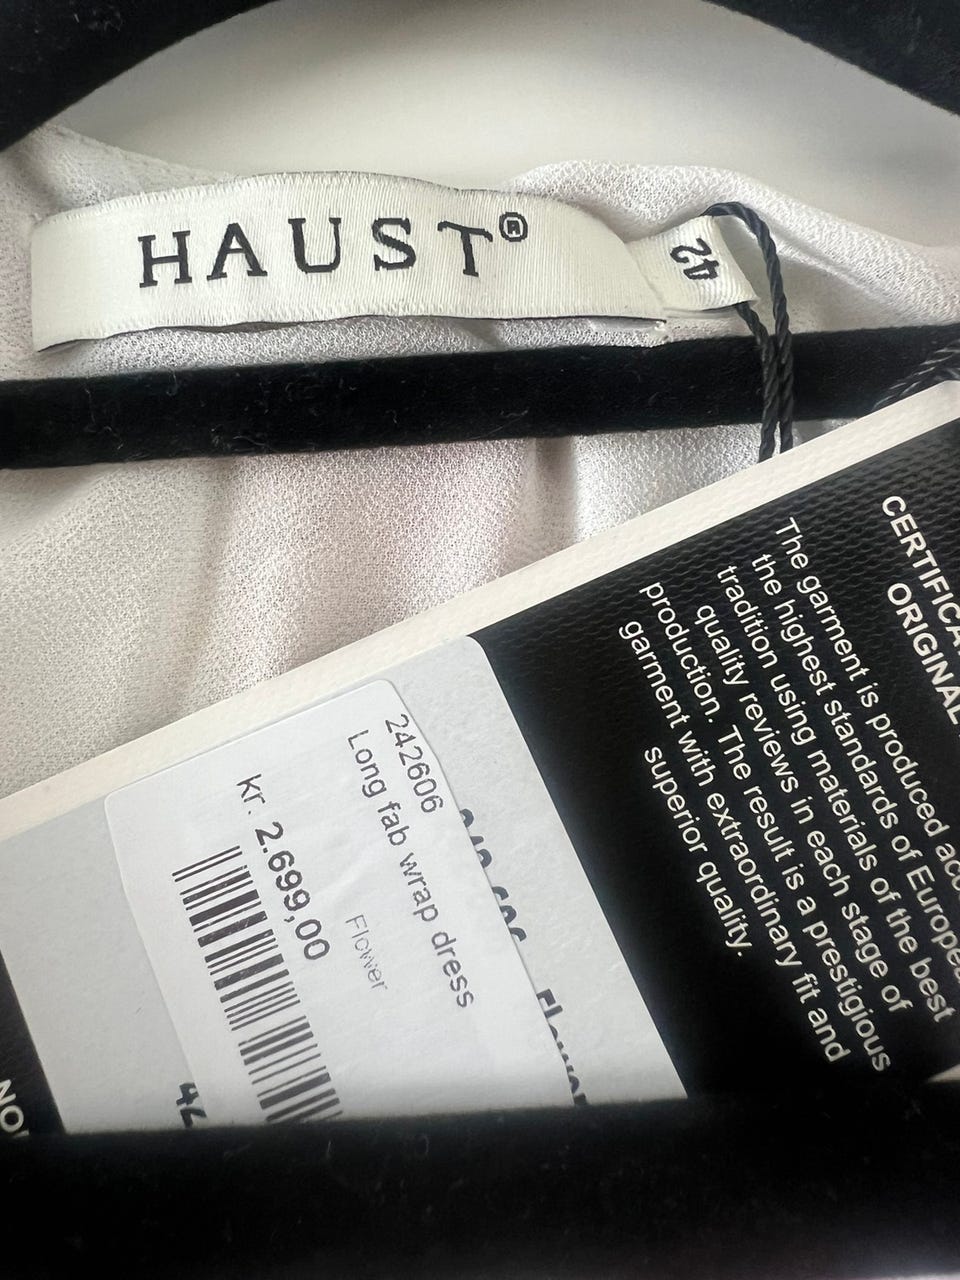 HAUST®
42
CERTIFICA
ORIGINAL
The garment is produced acc
the highest standards of Europea
tradition using materials of the best
quality reviews in each stage of
production. The result is a prestigious
garment with extraordinary fit and
superior quality.
242606
Long fab wrap dress
Flower
kr. 2.699,00
42